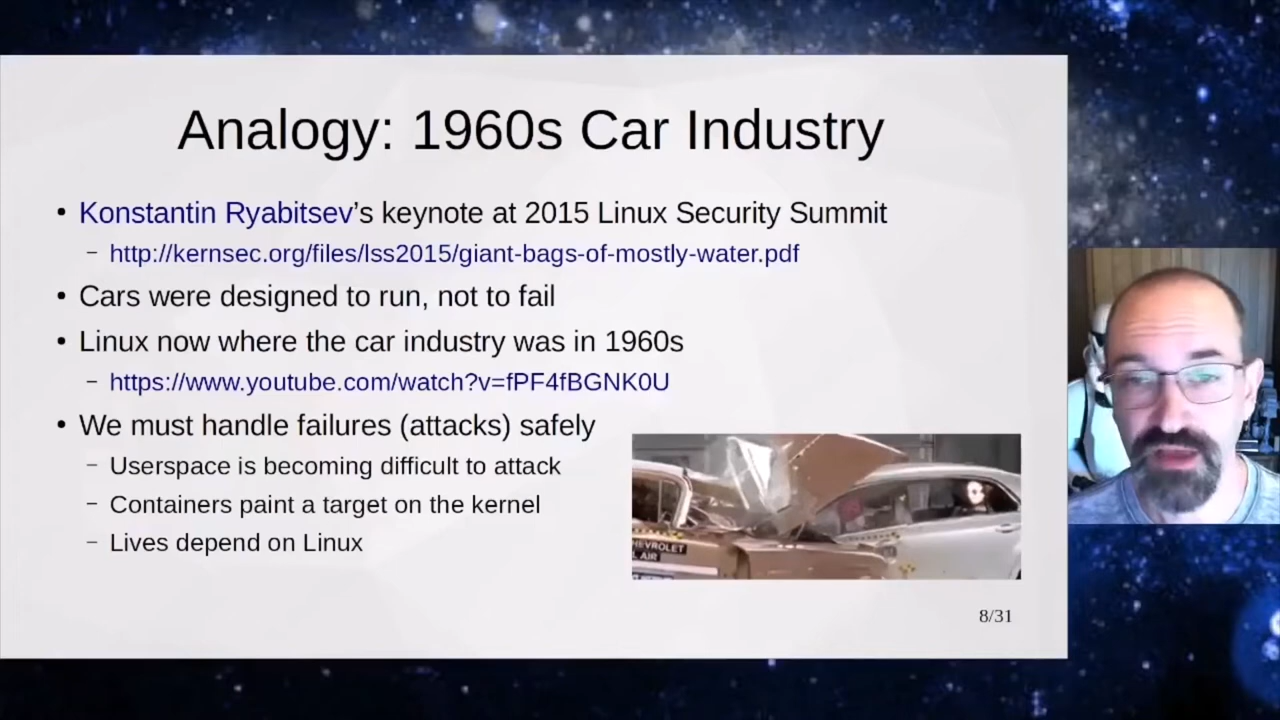 Analogy: 1960s Car Industry
• Konstantin Ryabitsev's keynote at 2015 Linux Security Summit
– http://kernsec.org/files/lss2015/giant-bags-of-mostly-water.pdf
• Cars were designed to run, not to fail
• Linux now where the car industry was in 1960s
– https://www.youtube.com/watch?v=fPF4fBGNK0U
• We must handle failures (attacks) safely
– Userspace is becoming difficult to attack
– Containers paint a target on the kernel
– Lives depend on Linux
HEVROLET
L AIR
8/31